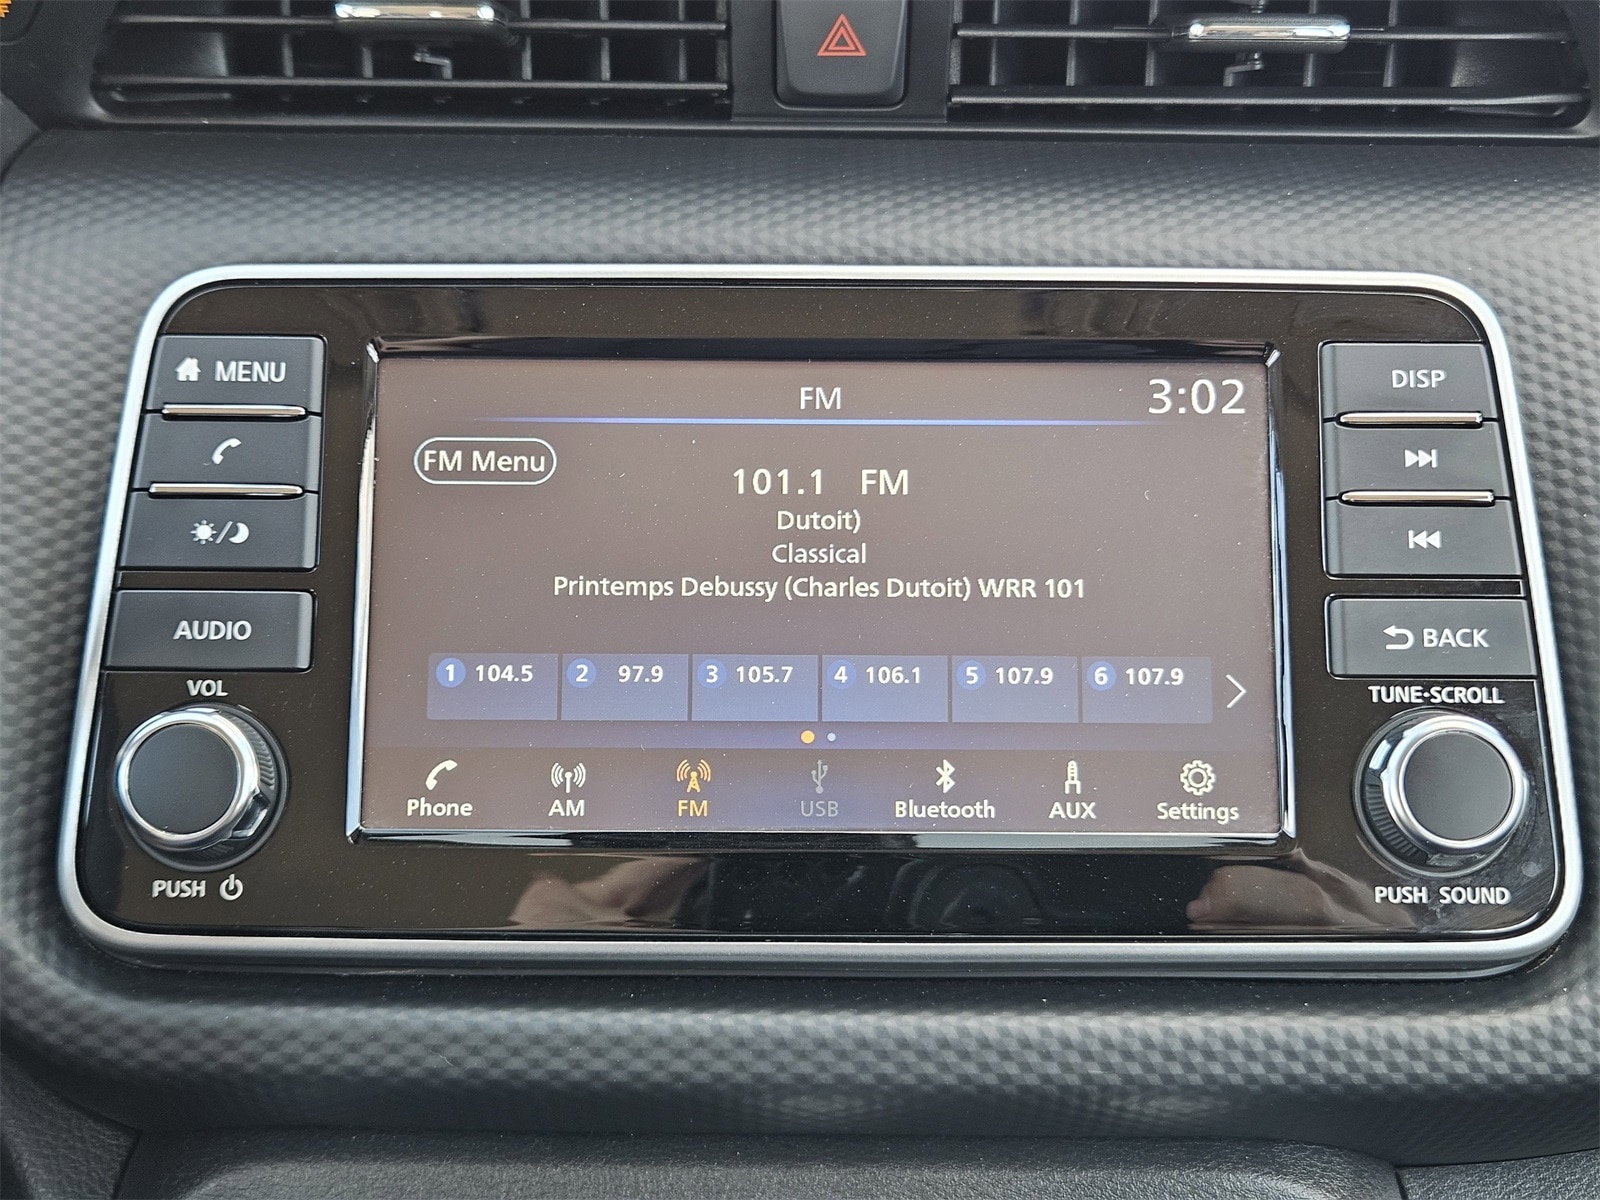 MENU
AUDIO
VOL
PUSH
FM
3:02
FM Menu
101.1 FM
Dutoit)
Classical
Printemps Debussy (Charles Dutoit) WRR 101
1 104.5 2 97.9 3 105.7 4 106.1 5 107.9 6 107.9
Phone AM FM USB Bluetooth AUX Settings
DISP
BACK
TUNE·SCROLL
PUSH SOUND